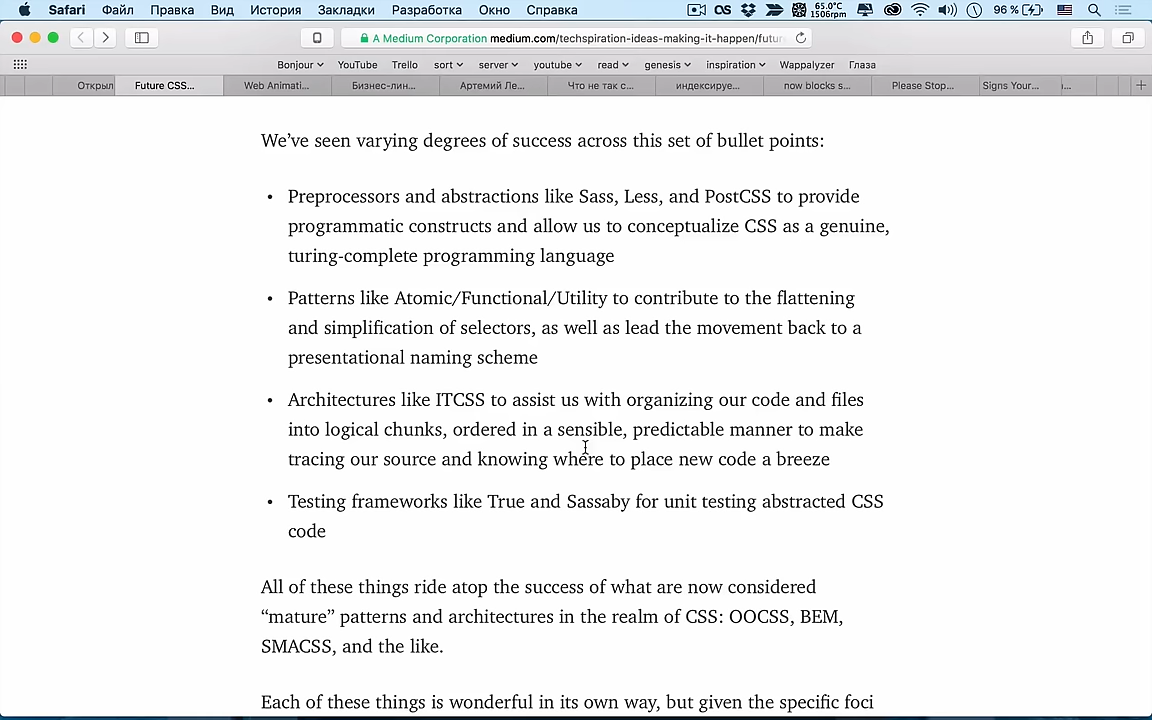 Safari Файл Правка Вид История Закладки Разработка Окно Справка
65.0°C
1506rpm
96 %
A Medium Corporation medium.com/techspiration-ideas-making-it-happen/futur
Bonjour YouTube Trello sort server youtube read genesis inspiration Wappalyzer Глаза
Открыл Future CSS... Web Animati... Бизнес-лин... Артемий Ле... Что не так с... индексируе... now blocks s... Please Stop... Signs Your...
We’ve seen varying degrees of success across this set of bullet points:
• Preprocessors and abstractions like Sass, Less, and PostCSS to provide
programmatic constructs and allow us to conceptualize CSS as a genuine,
turing-complete programming language
• Patterns like Atomic/Functional/Utility to contribute to the flattening
and simplification of selectors, as well as lead the movement back to a
presentational naming scheme
• Architectures like ITCSS to assist us with organizing our code and files
into logical chunks, ordered in a sensible, predictable manner to make
tracing our source and knowing where to place new code a breeze
• Testing frameworks like True and Sassaby for unit testing abstracted CSS
code
All of these things ride atop the success of what are now considered
“mature” patterns and architectures in the realm of CSS: OOCSS, BEM,
SMACSS, and the like.
Each of these things is wonderful in its own way, but given the specific foci